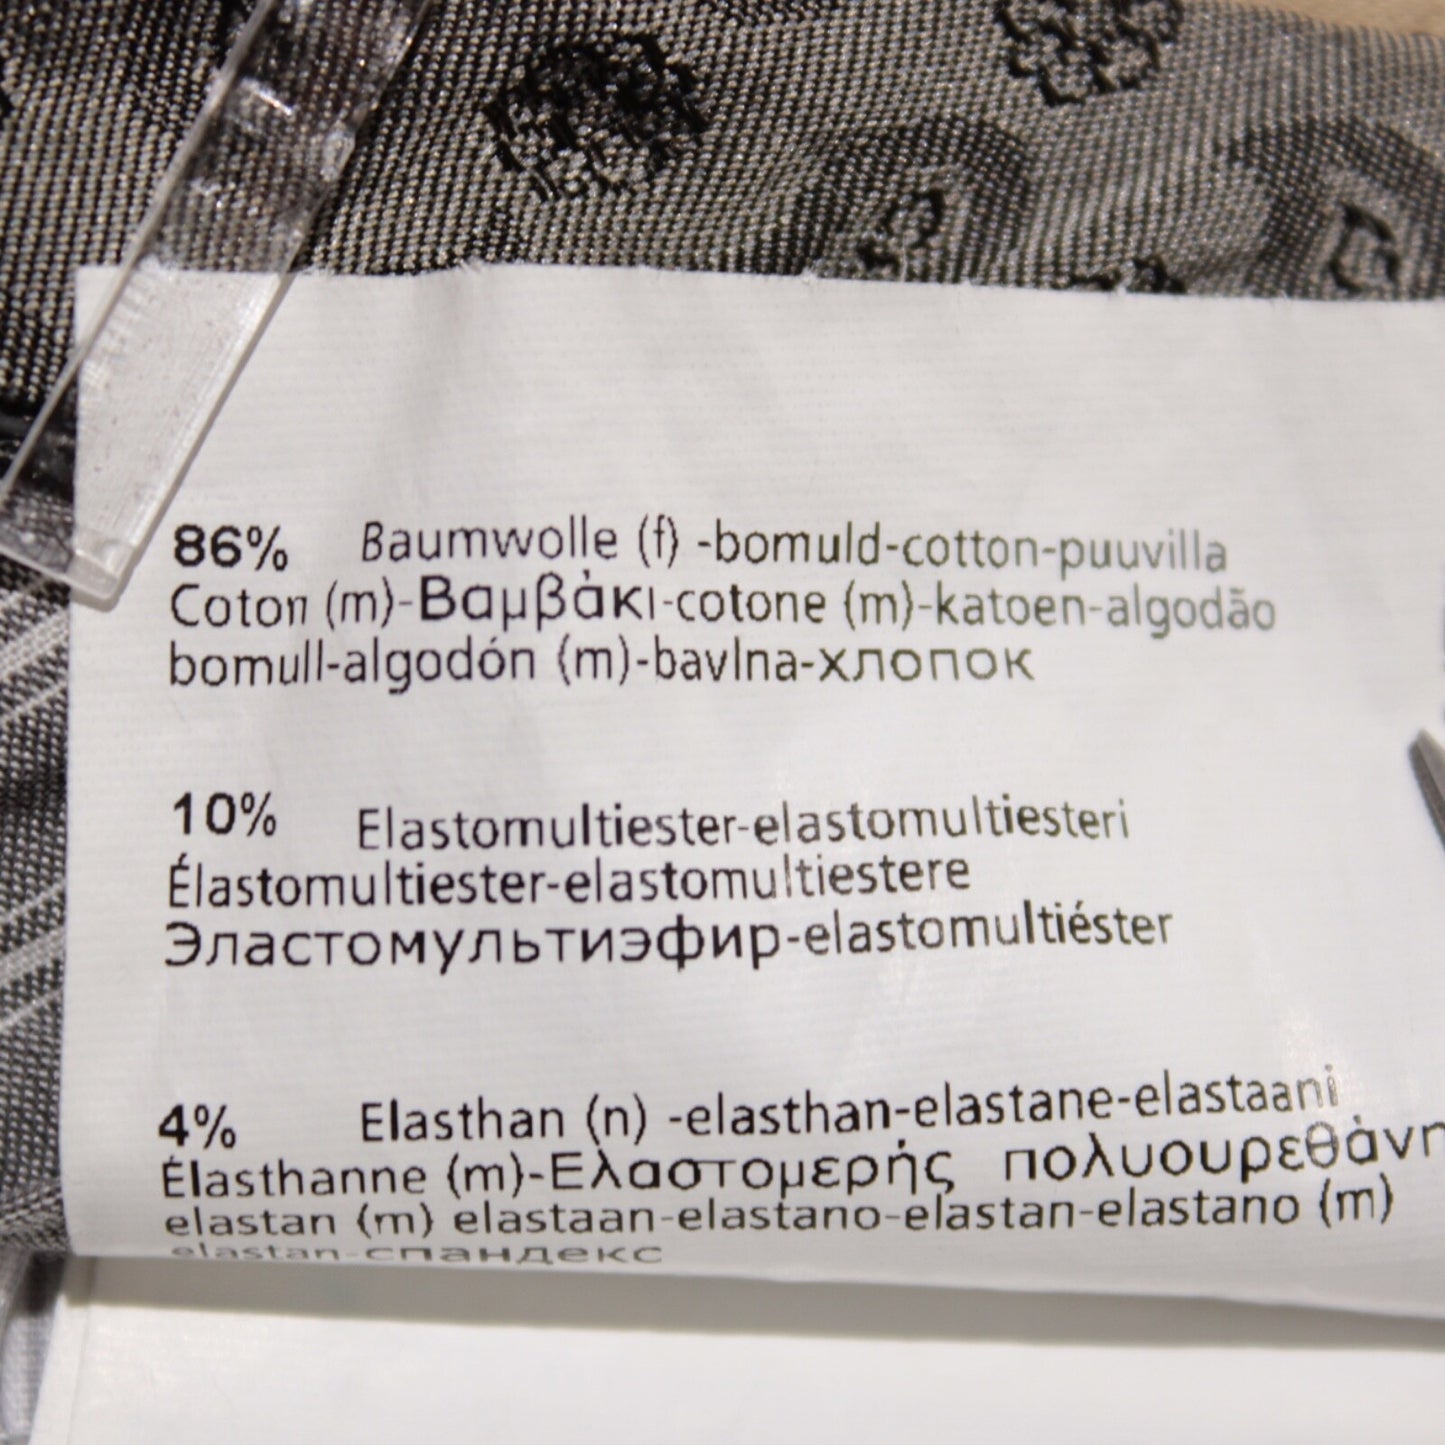 86% Baumwolle (f) -bomuld-cotton-puuvilla
Coton (m)-Βαμβάκι-cotone (m)-katoen-algodão
bomull-algodón (m)-bavlna-хлопок
10% Elastomultiester-elastomultiesteri
Élastomultiester-elastomultiestere
Эластомультиэфир-elastomultiéster
4% Elasthan (n) -elasthan-elastane-elastaani
Élasthanne (m)-Ελαστομερής πολυουρεθάνη
elastan (m) elastaan-elastano-elastan-elastano (m)
elastan-спандекс